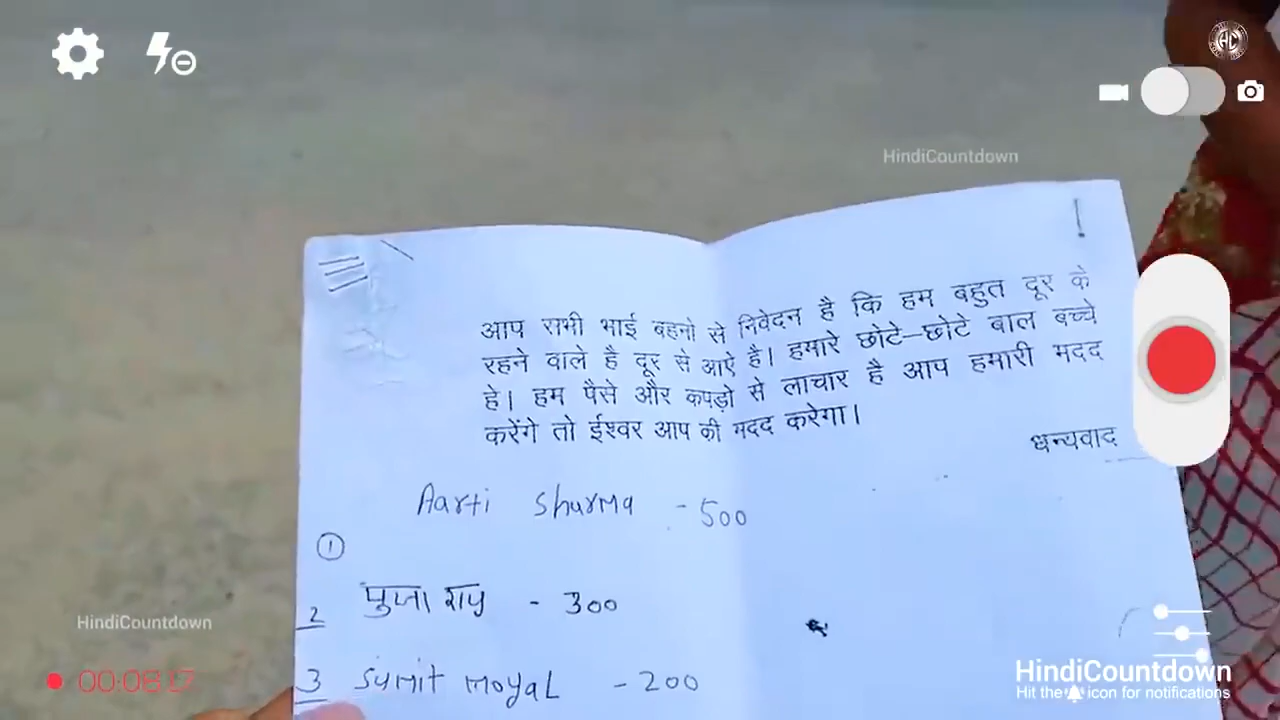 HindiCountdown
आप सभी भाई बहनो से निवेदन है कि हम बहुत दूर के
रहने वाले है दूर से आऐ है। हमारे छोटे–छोटे बाल बच्चे
हे। हम पैसे और कपड़ो से लाचार है आप हमारी मदद
करेंगे तो ईश्वर आप की मदद करेगा।
धन्यवाद
Aarti Sharma - 500
1
2 पुजा राय - 300
3 Sumit moyal - 200
HindiCountdown
00:08:17
HindiCountdown
Hit the icon for notifications